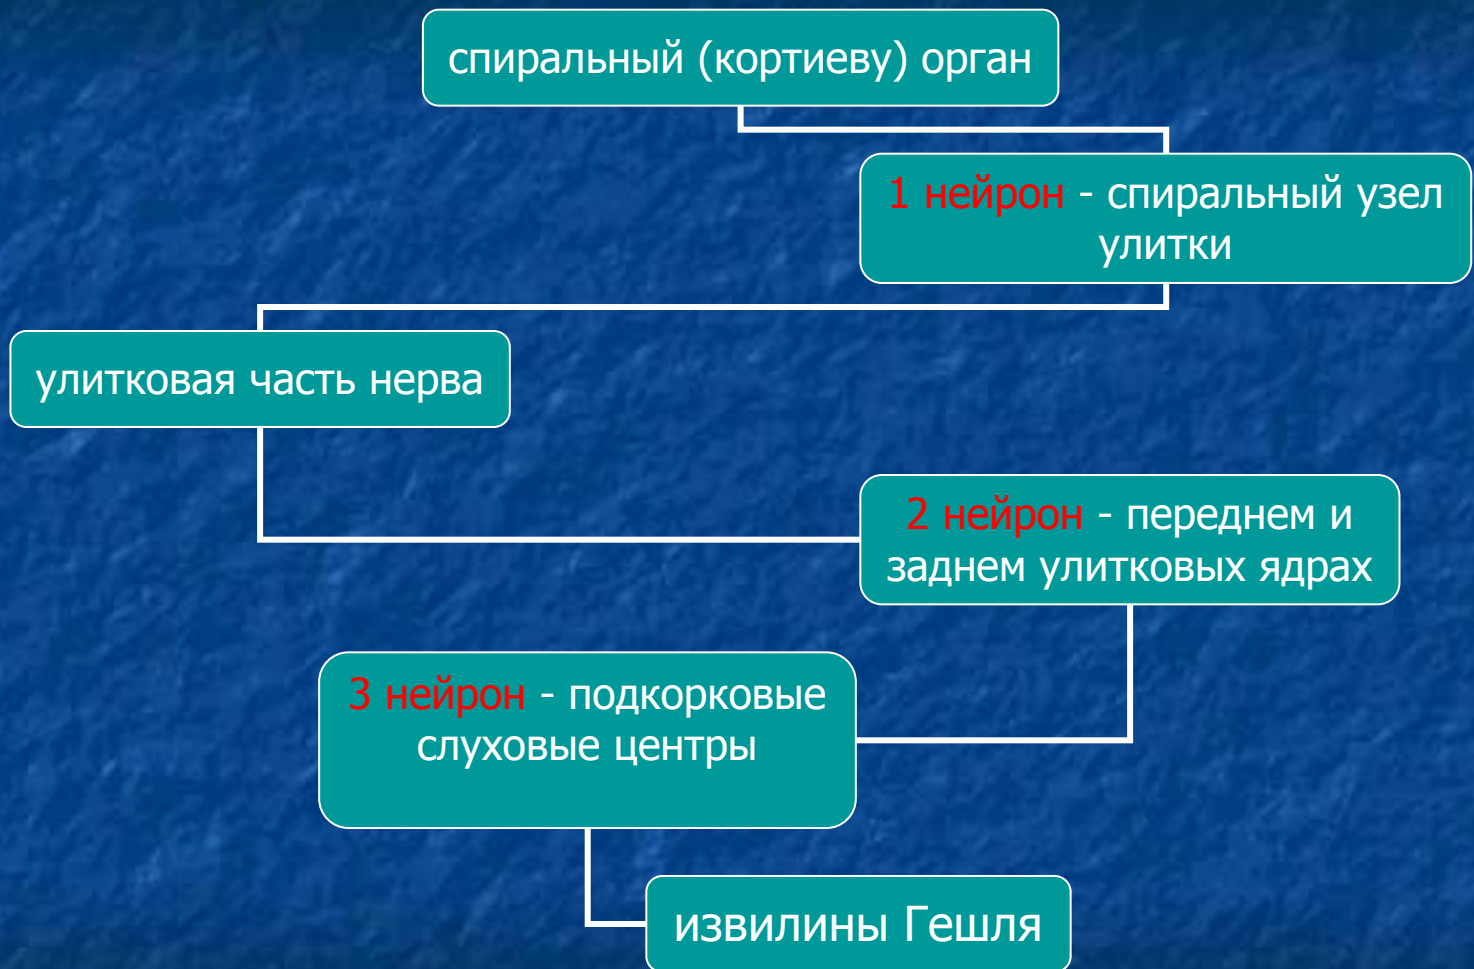 спиральный (кортиеву) орган
1 нейрон - спиральный узел
улитки
улитковая часть нерва
2 нейрон - переднем и
заднем улитковых ядрах
3 нейрон - подкорковые
слуховые центры
извилины Гешля